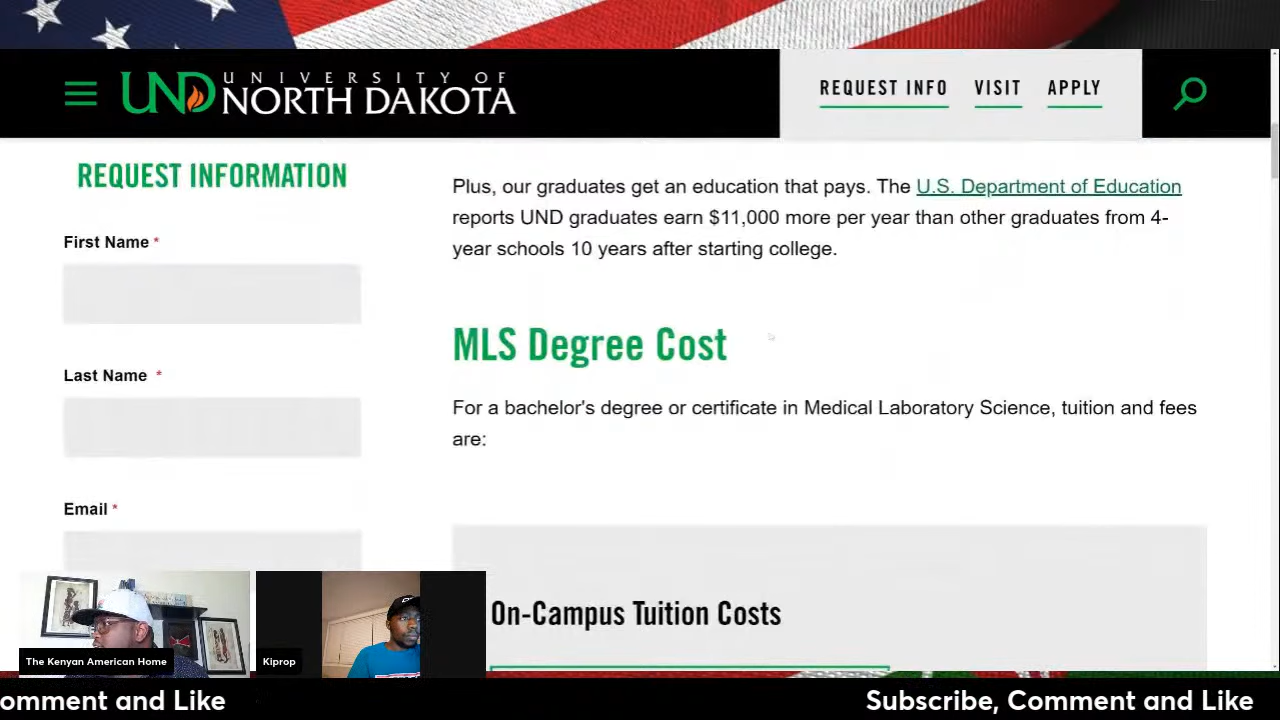 UND UNIVERSITY OF
NORTH DAKOTA
REQUEST INFO VISIT APPLY
REQUEST INFORMATION
First Name *
Last Name *
Email *
Plus, our graduates get an education that pays. The U.S. Department of Education
reports UND graduates earn $11,000 more per year than other graduates from 4-
year schools 10 years after starting college.
MLS Degree Cost
For a bachelor's degree or certificate in Medical Laboratory Science, tuition and fees
are:
On-Campus Tuition Costs
The Kenyan American Home
Kiprop
omment and Like
Subscribe, Comment and Like